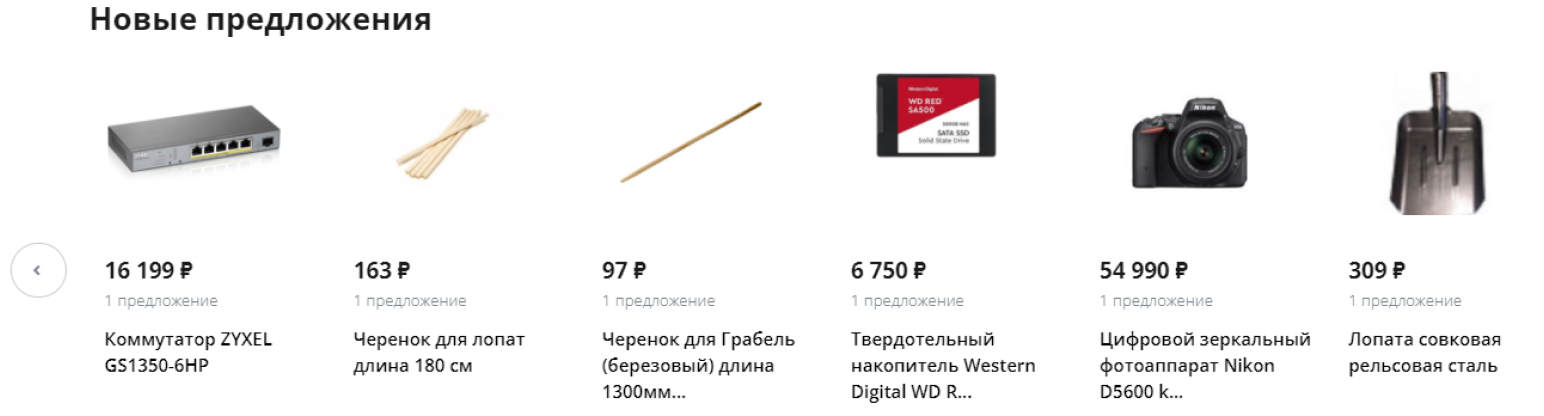 Новые предложения
ZYXEL
Western Digital
WD RED
SA500
SATA SSD
Solid State Drive
Nikon
16 199 ₽
1 предложение
Коммутатор ZYXEL
GS1350-6HP
163 ₽
1 предложение
Черенок для лопат
длина 180 см
97 ₽
1 предложение
Черенок для Грабель
(березовый) длина
1300мм...
6 750 ₽
1 предложение
Твердотельный
накопитель Western
Digital WD R...
54 990 ₽
1 предложение
Цифровой зеркальный
фотоаппарат Nikon
D5600 k...
309 ₽
1 предложение
Лопата совковая
рельсовая сталь